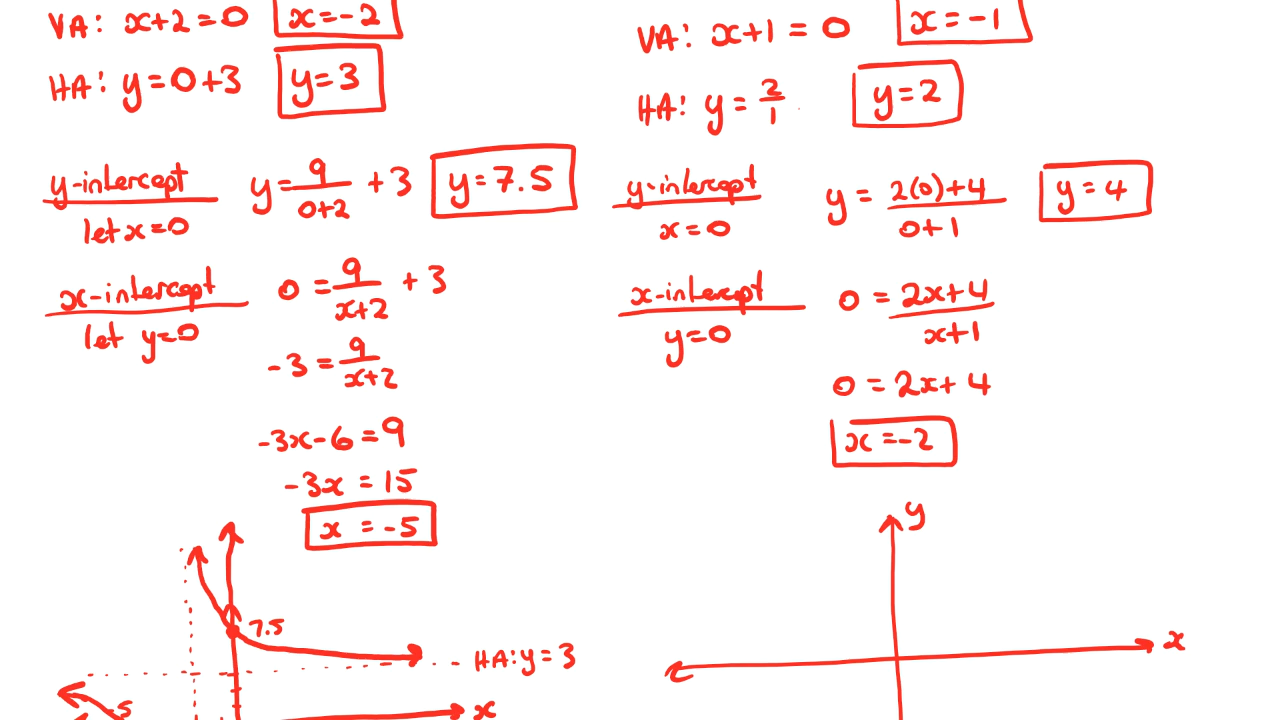 VA: x+2=0 x=-2
HA: y=0+3 y=3
y-intercept y=9/(0+2) +3 y=7.5
let x=0
x-intercept 0=9/(x+2) +3
let y=0
-3=9/(x+2)
-3x-6=9
-3x=15
x=-5
7.5
HA: y=3
-5
x
VA: x+1=0 x=-1
HA: y=2/1 y=2
y-intercept y=(2(0)+4)/(0+1) y=4
x=0
x-intercept 0=(2x+4)/(x+1)
y=0
0=2x+4
x=-2
y
x